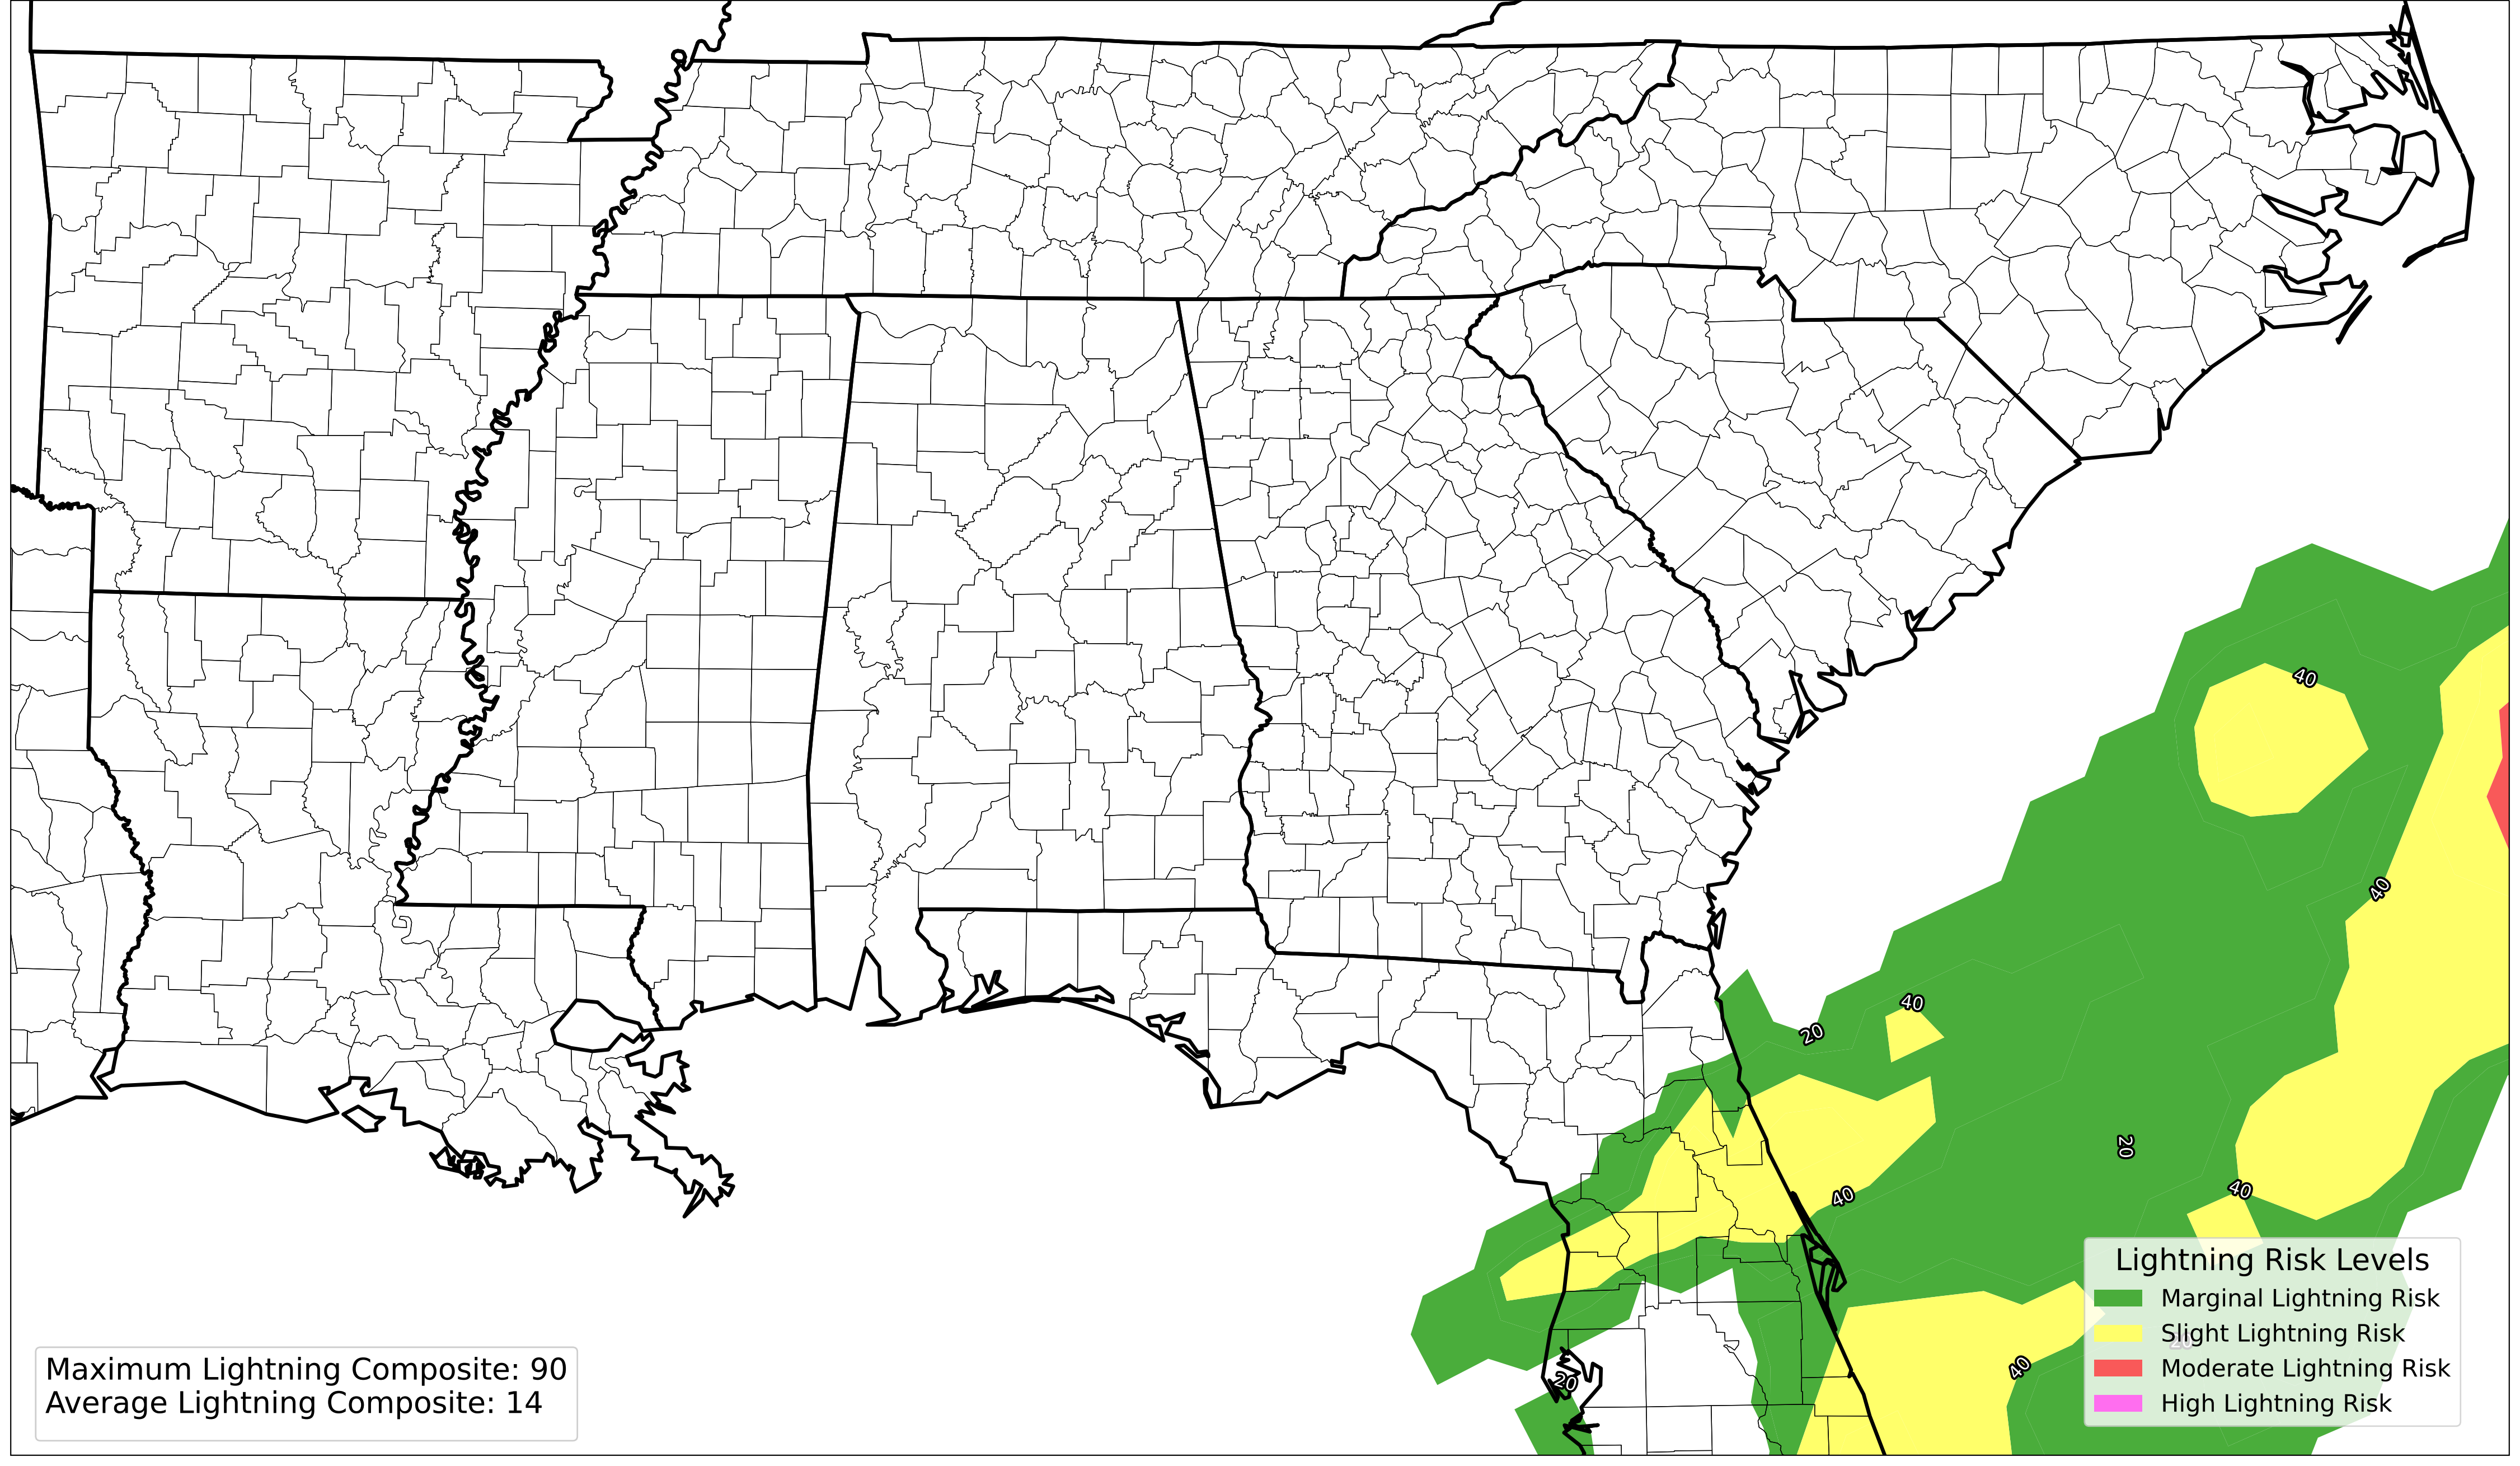 40
40
40
20
20
40
40
Lightning Risk Levels
Marginal Lightning Risk
Slight Lightning Risk
Moderate Lightning Risk
High Lightning Risk
40
20
Maximum Lightning Composite: 90
Average Lightning Composite: 14